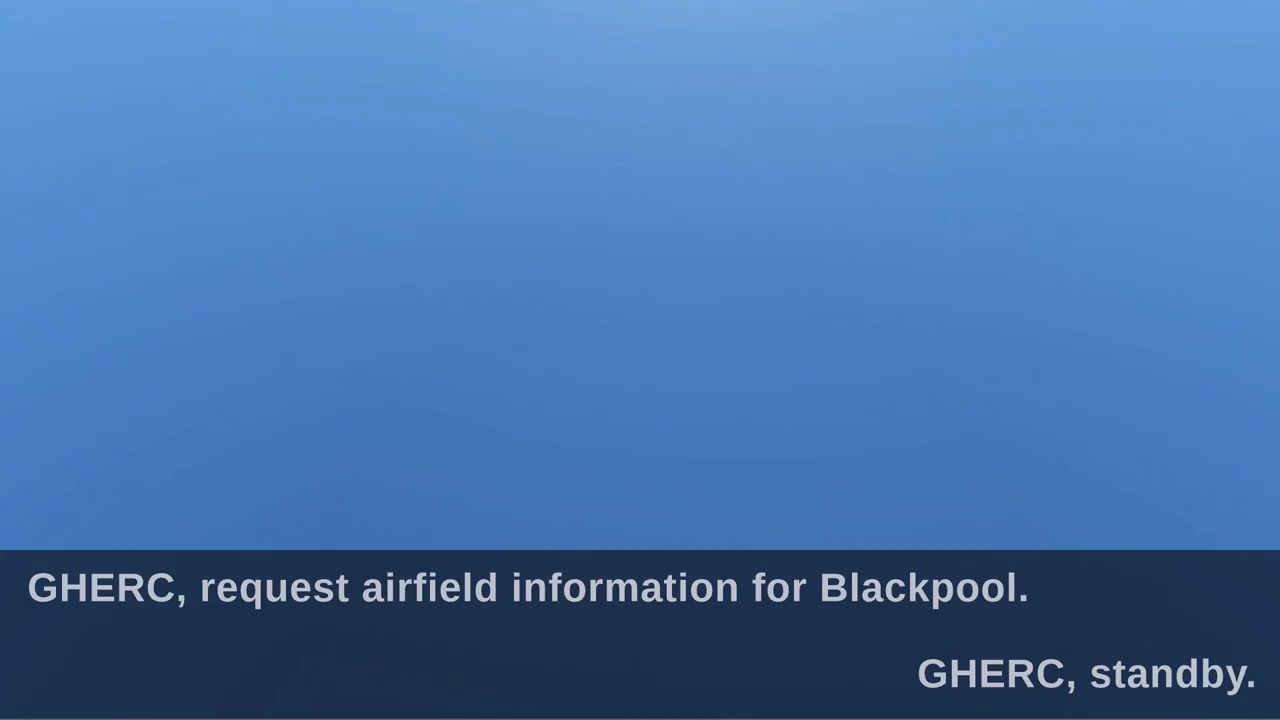 GHERC, request airfield information for Blackpool.
GHERC, standby.